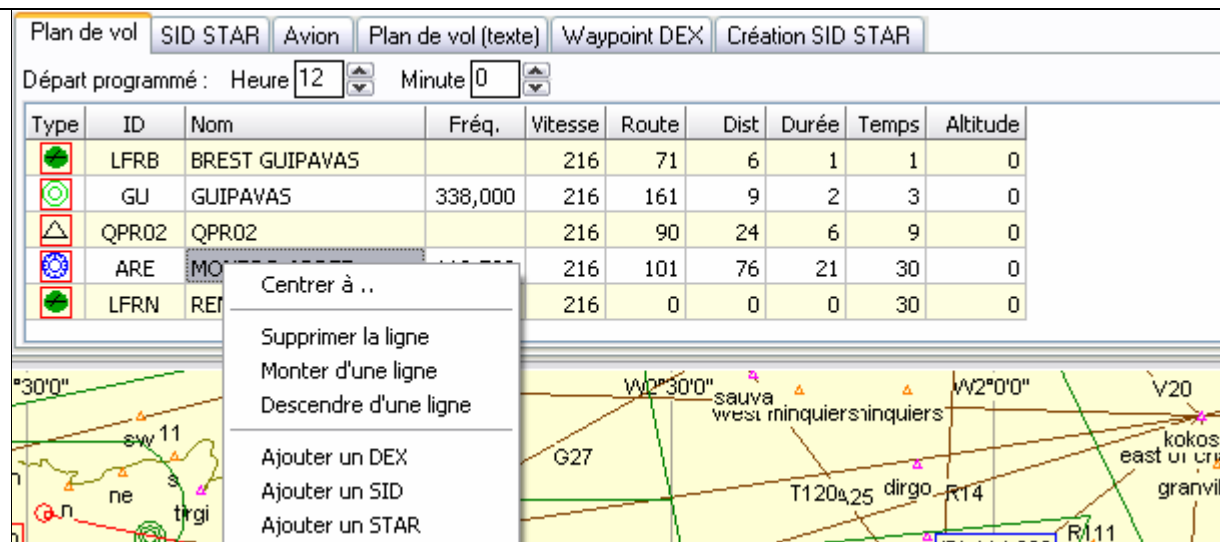 Plan de vol SID STAR Avion Plan de vol (texte) Waypoint DEX Création SID STAR
Départ programmé : Heure 12 Minute 0
Type ID Nom Fréq. Vitesse Route Dist Durée Temps Altitude
LFRB BREST GUIPAVAS 216 71 6 1 1 0
GU GUIPAVAS 338,000 216 161 9 2 3 0
QPR02 QPR02 216 90 24 6 9 0
ARE 216 101 76 21 30 0
LFRN 216 0 0 0 30 0
Centrer à ..
Supprimer la ligne
Monter d'une ligne
Descendre d'une ligne
Ajouter un DEX
Ajouter un SID
Ajouter un STAR
°30'0" W2°30'0" W2°0'0" V20
sauva
west minquiers
sw 11 G27 kokos
east
ne T120 25 dirgo R14 granvil
tirgi
R111